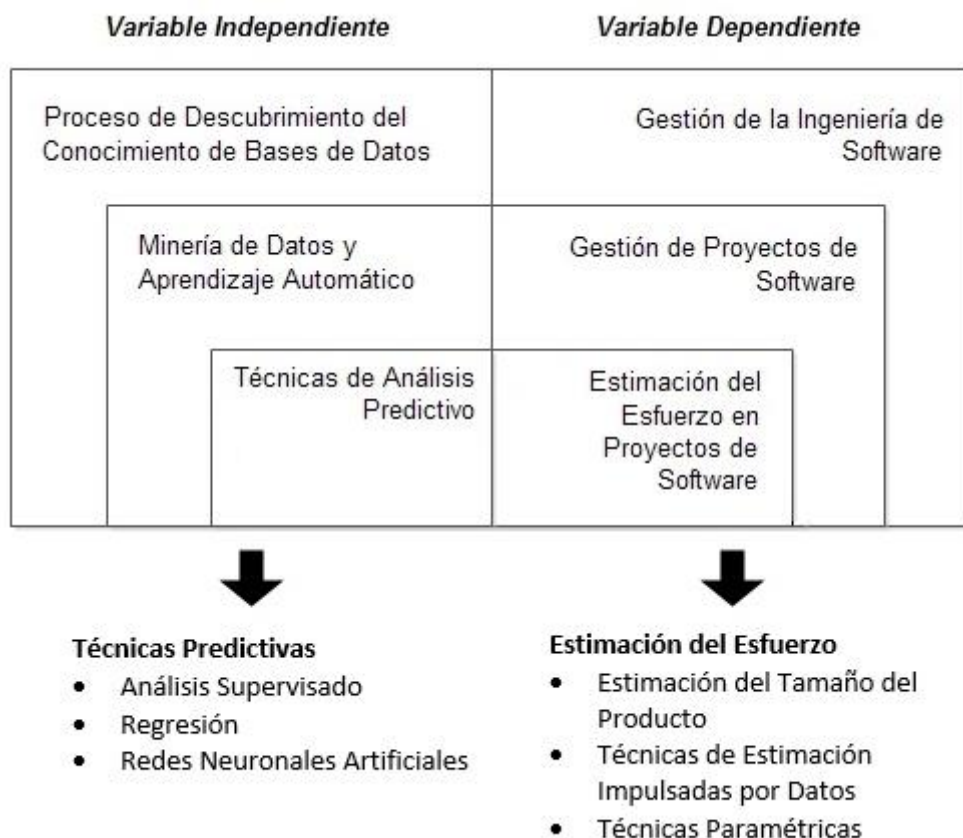 Variable Independiente
Variable Dependiente
Proceso de Descubrimiento del
Conocimiento de Bases de Datos
Gestión de la Ingeniería de
Software
Minería de Datos y
Aprendizaje Automático
Gestión de Proyectos de
Software
Técnicas de Análisis
Predictivo
Estimación del
Esfuerzo en
Proyectos de
Software
Técnicas Predictivas
• Análisis Supervisado
• Regresión
• Redes Neuronales Artificiales
Estimación del Esfuerzo
• Estimación del Tamaño del
Producto
• Técnicas de Estimación
Impulsadas por Datos
• Técnicas Paramétricas